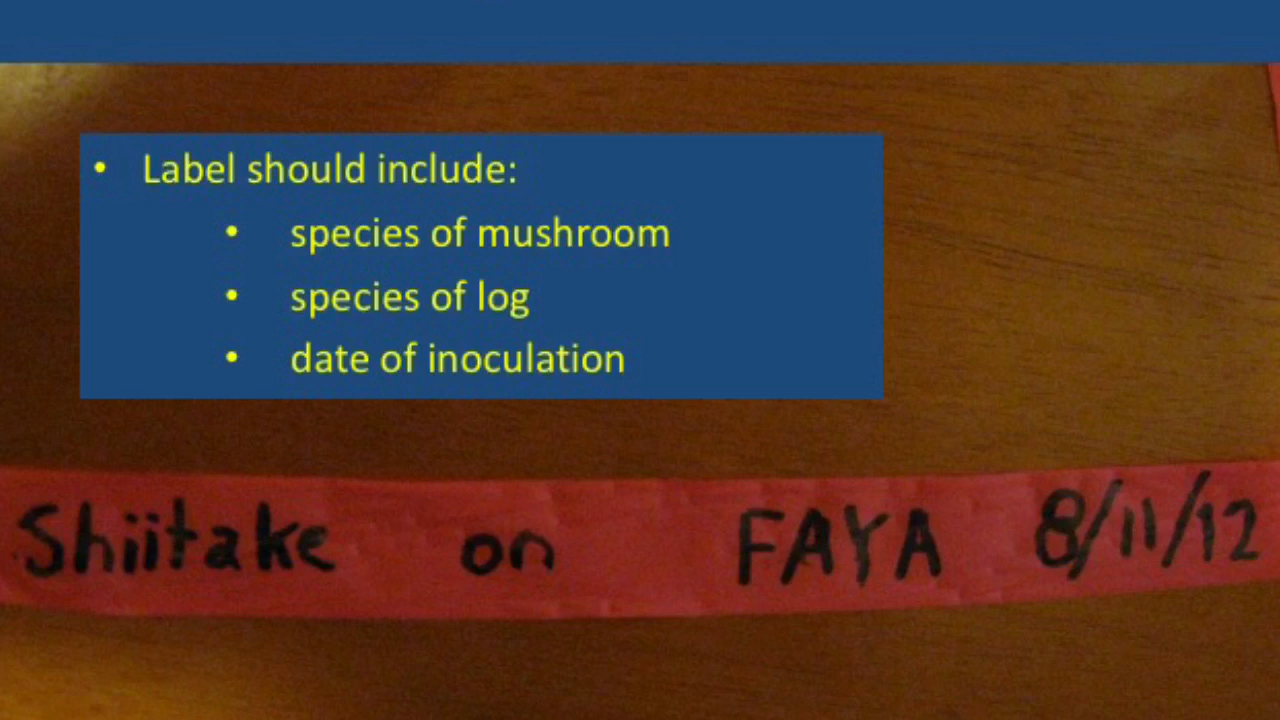 • Label should include:
• species of mushroom
• species of log
• date of inoculation
Shiitake on FAYA 8/11/12